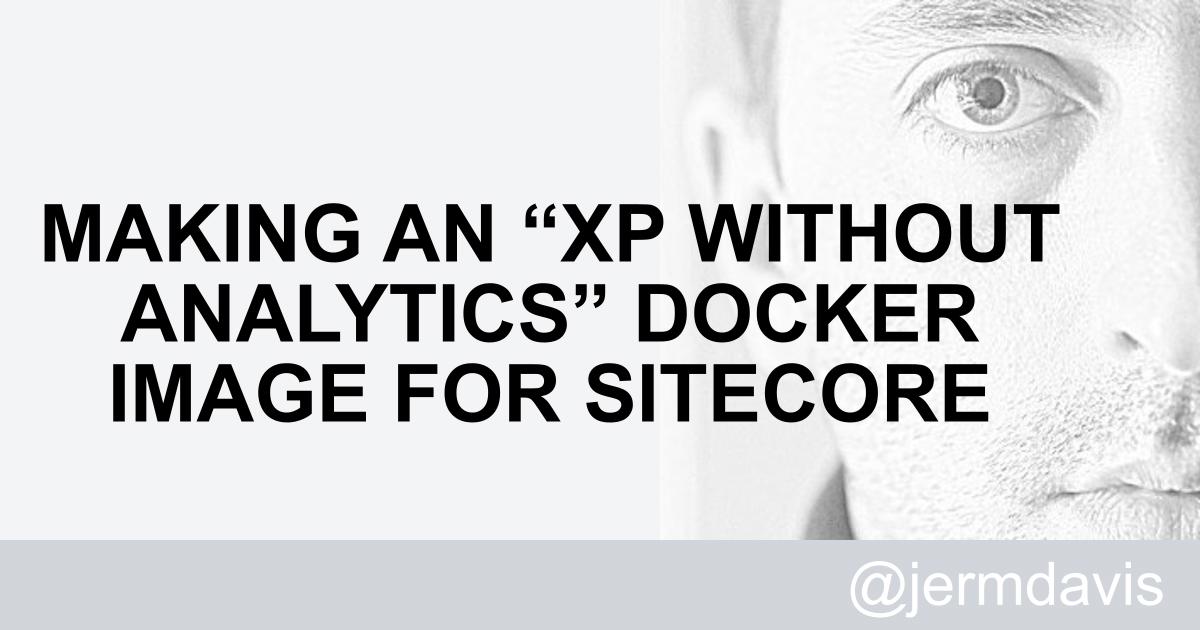 MAKING AN “XP WITHOUT
ANALYTICS” DOCKER
IMAGE FOR SITECORE
@jermdavis